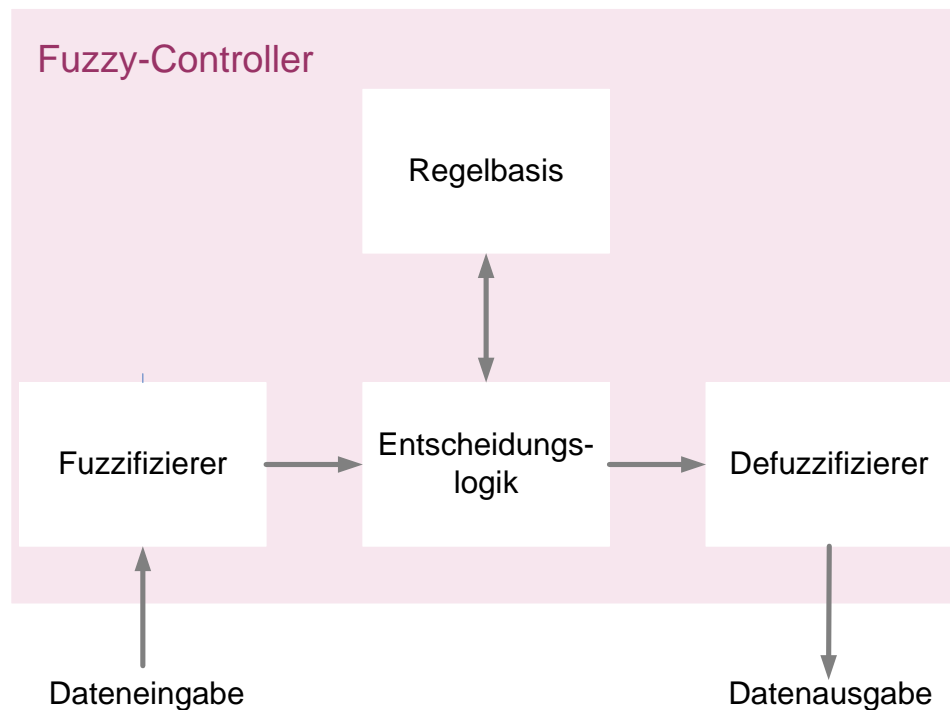 Fuzzy-Controller
Regelbasis
Fuzzifizierer
Entscheidungs-
logik
Defuzzifizierer
Dateneingabe
Datenausgabe